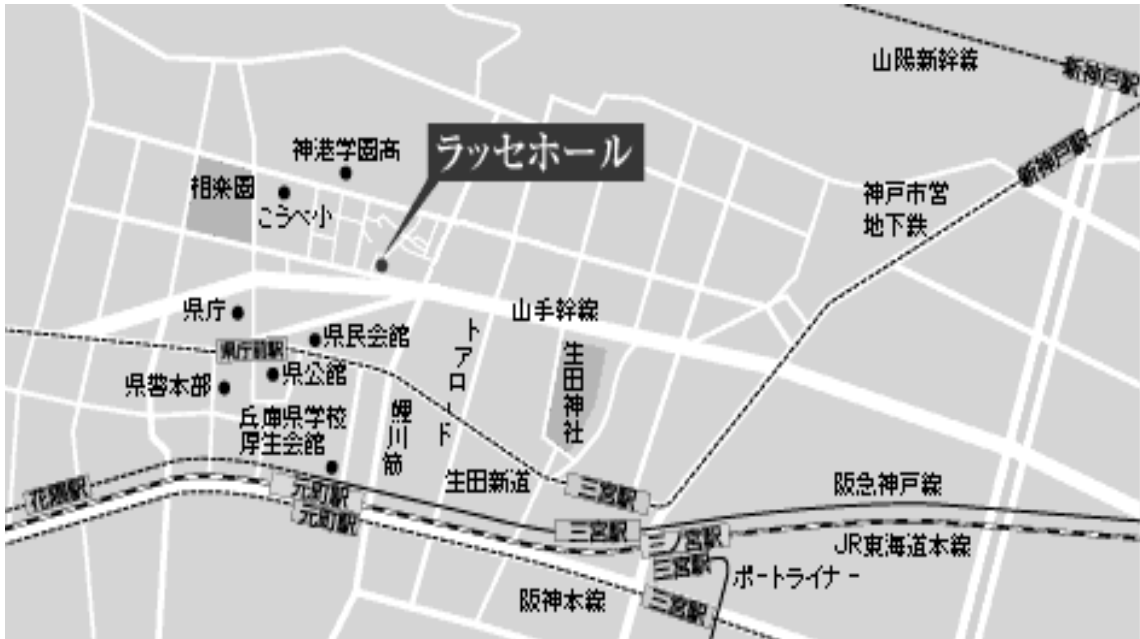 山陽新幹線
新神戸駅
ラッセホール
神港学園高
新神戸駅
相楽園
こうべ小
神戸市営
地下鉄
県庁
山手幹線
県民会館
トアロード
生田神社
県庁前駅
県公館
県警本部
鯉川筋
兵庫県学校
厚生会館
生田新道
花隈駅
元町駅
三宮駅
阪急神戸線
元町駅
三宮駅
三ノ宮駅
JR東海道本線
三宮駅
ポートライナー
阪神本線
三宮駅